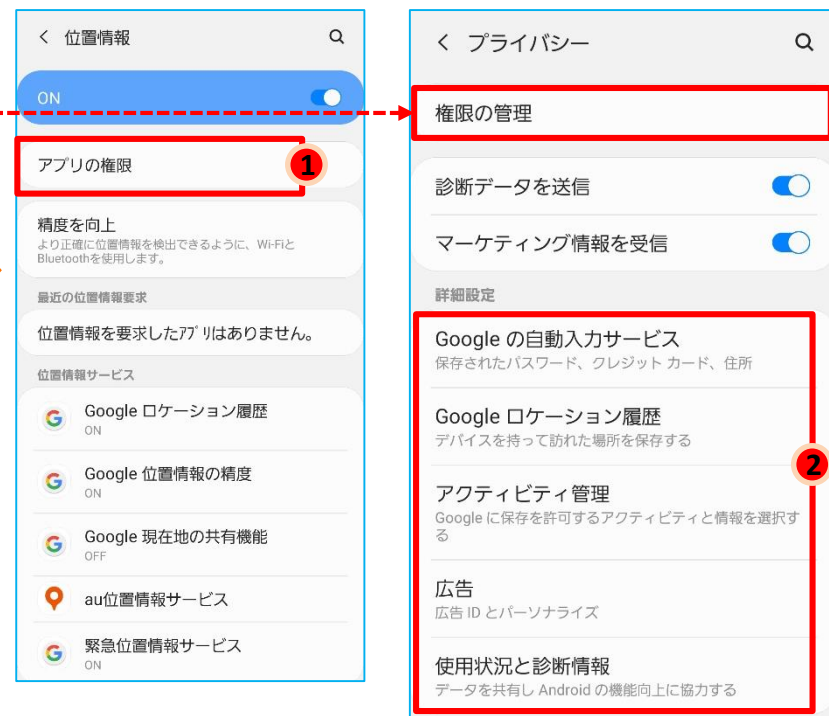 位置情報
ON
アプリの権限
1
精度を向上
より正確に位置情報を検出できるように、Wi-Fiと
Bluetoothを使用します。
最近の位置情報要求
位置情報を要求したｱﾌﾟﾘはありません。
位置情報サービス
Google ロケーション履歴
ON
Google 位置情報の精度
ON
Google 現在地の共有機能
OFF
au位置情報サービス
緊急位置情報サービス
ON
プライバシー
権限の管理
診断データを送信
マーケティング情報を受信
詳細設定
Google の自動入力サービス
保存されたパスワード、クレジット カード、住所
Google ロケーション履歴
デバイスを持って訪れた場所を保存する
2
アクティビティ管理
Google に保存を許可するアクティビティと情報を選択す
る
広告
広告 ID とパーソナライズ
使用状況と診断情報
データを共有し Android の機能向上に協力する